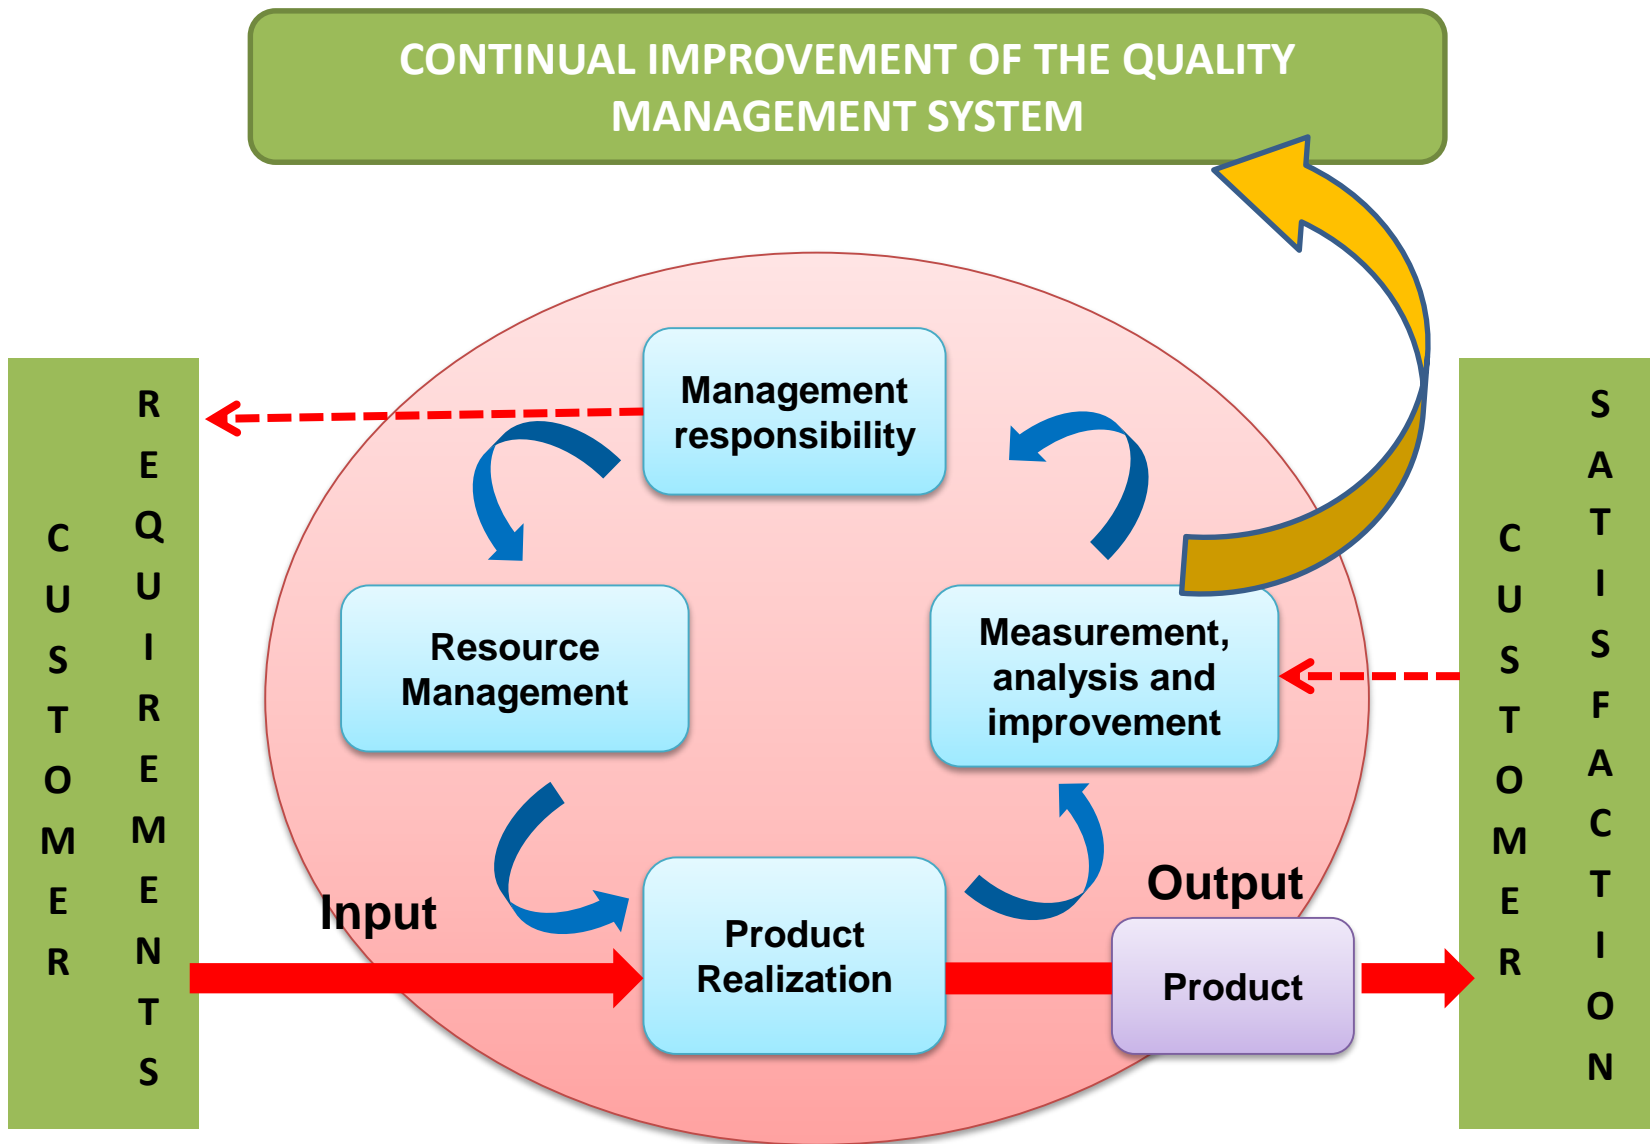 CONTINUAL IMPROVEMENT OF THE QUALITY
MANAGEMENT SYSTEM
CUSTOMER
REQUIREMENTS
Management
responsibility
Resource
Management
Measurement,
analysis and
improvement
Input
Product
Realization
Output
Product
CUSTOMER
SATISFACTION